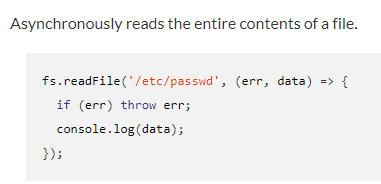 Asynchronously reads the entire contents of a file.
fs.readFile('/etc/passwd', (err, data) => {
  if (err) throw err;
  console.log(data);
});